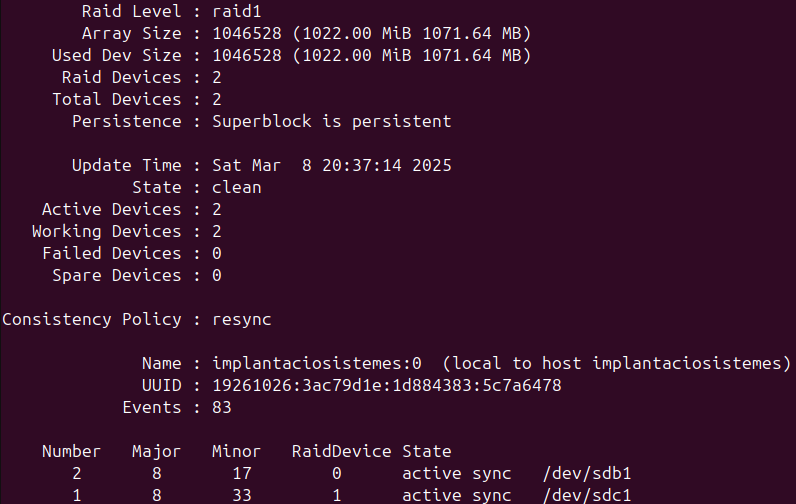 Raid Level : raid1
Array Size : 1046528 (1022.00 MiB 1071.64 MB)
Used Dev Size : 1046528 (1022.00 MiB 1071.64 MB)
Raid Devices : 2
Total Devices : 2
Persistence : Superblock is persistent
Update Time : Sat Mar  8 20:37:14 2025
State : clean
Active Devices : 2
Working Devices : 2
Failed Devices : 0
Spare Devices : 0
Consistency Policy : resync
Name : implantaciosistemes:0  (local to host implantaciosistemes)
UUID : 19261026:3ac79d1e:1d884383:5c7a6478
Events : 83
Number   Major   Minor   RaidDevice State
2       8       17        0      active sync   /dev/sdb1
1       8       33        1      active sync   /dev/sdc1